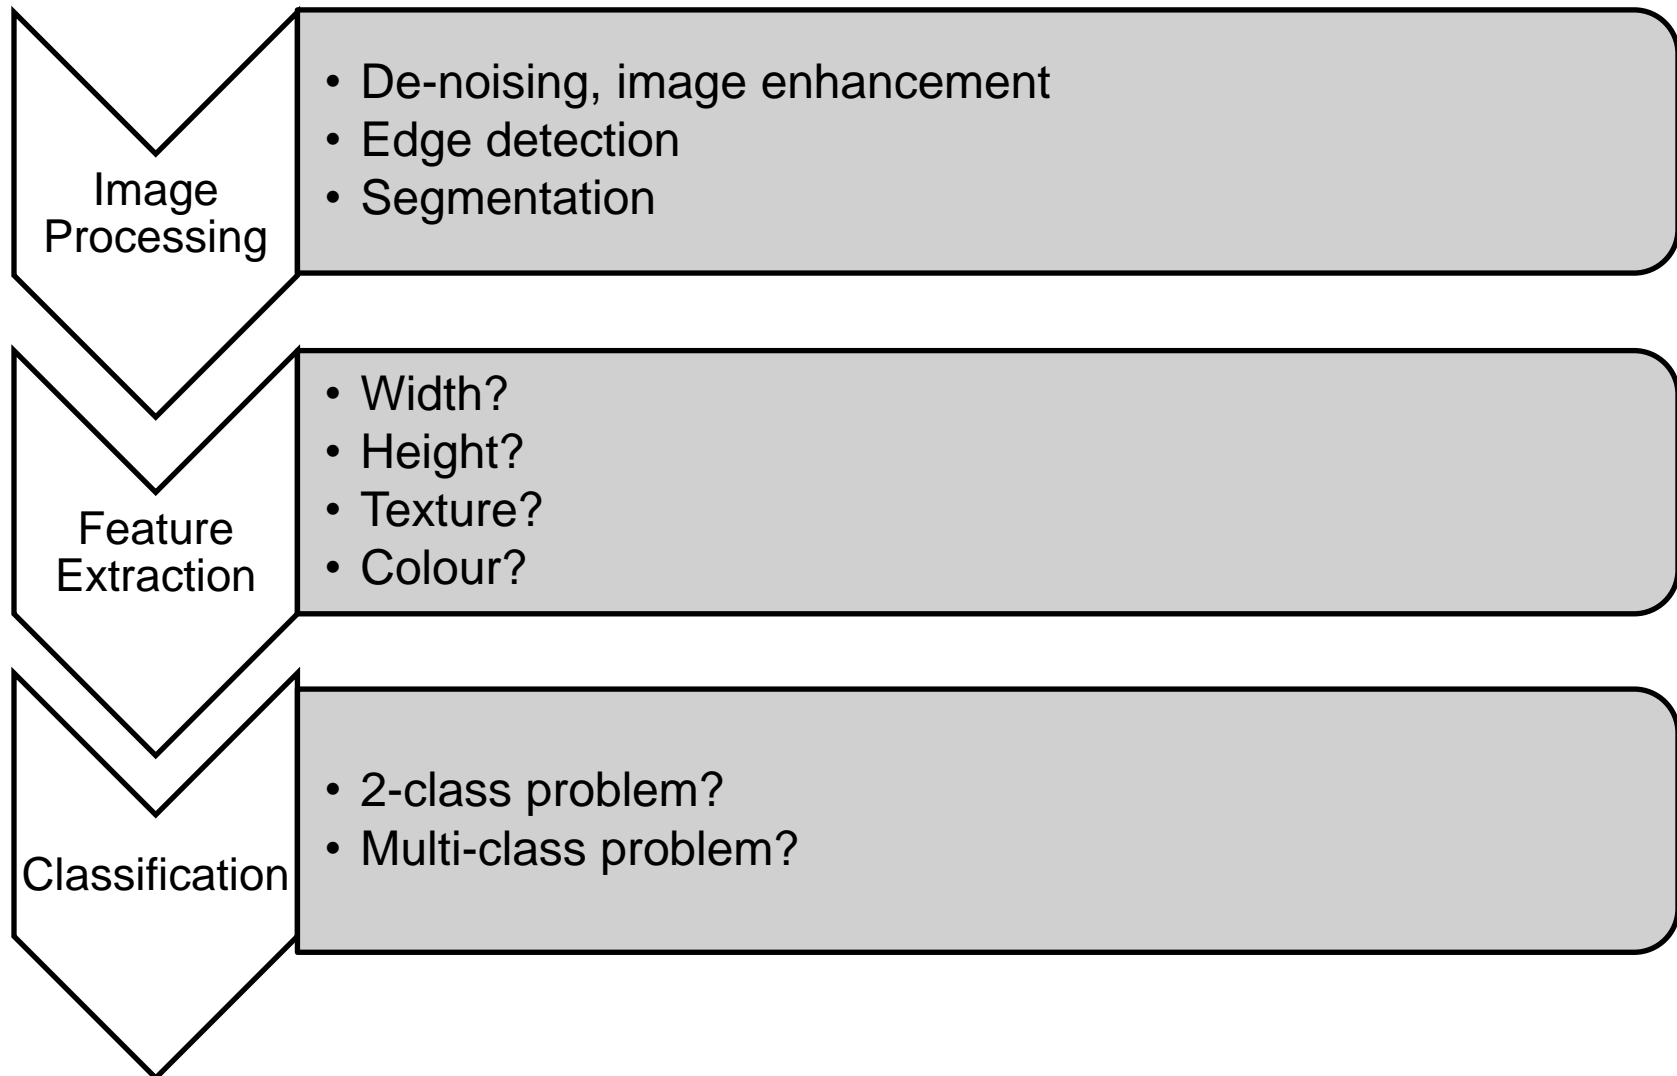 Image
Processing
• De-noising, image enhancement
• Edge detection
• Segmentation
Feature
Extraction
• Width?
• Height?
• Texture?
• Colour?
Classification
• 2-class problem?
• Multi-class problem?